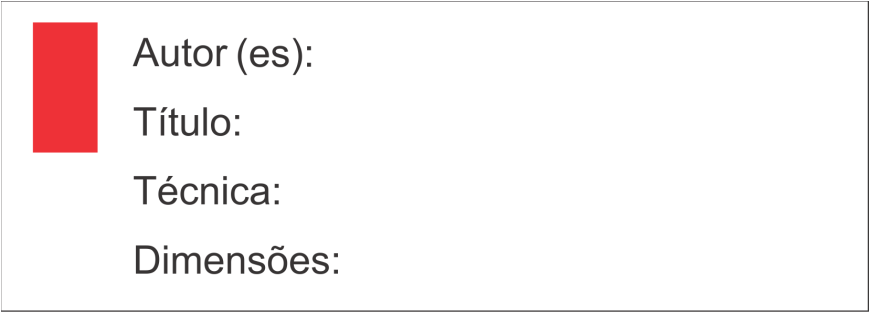 Autor (es):
Título:
Técnica:
Dimensões: